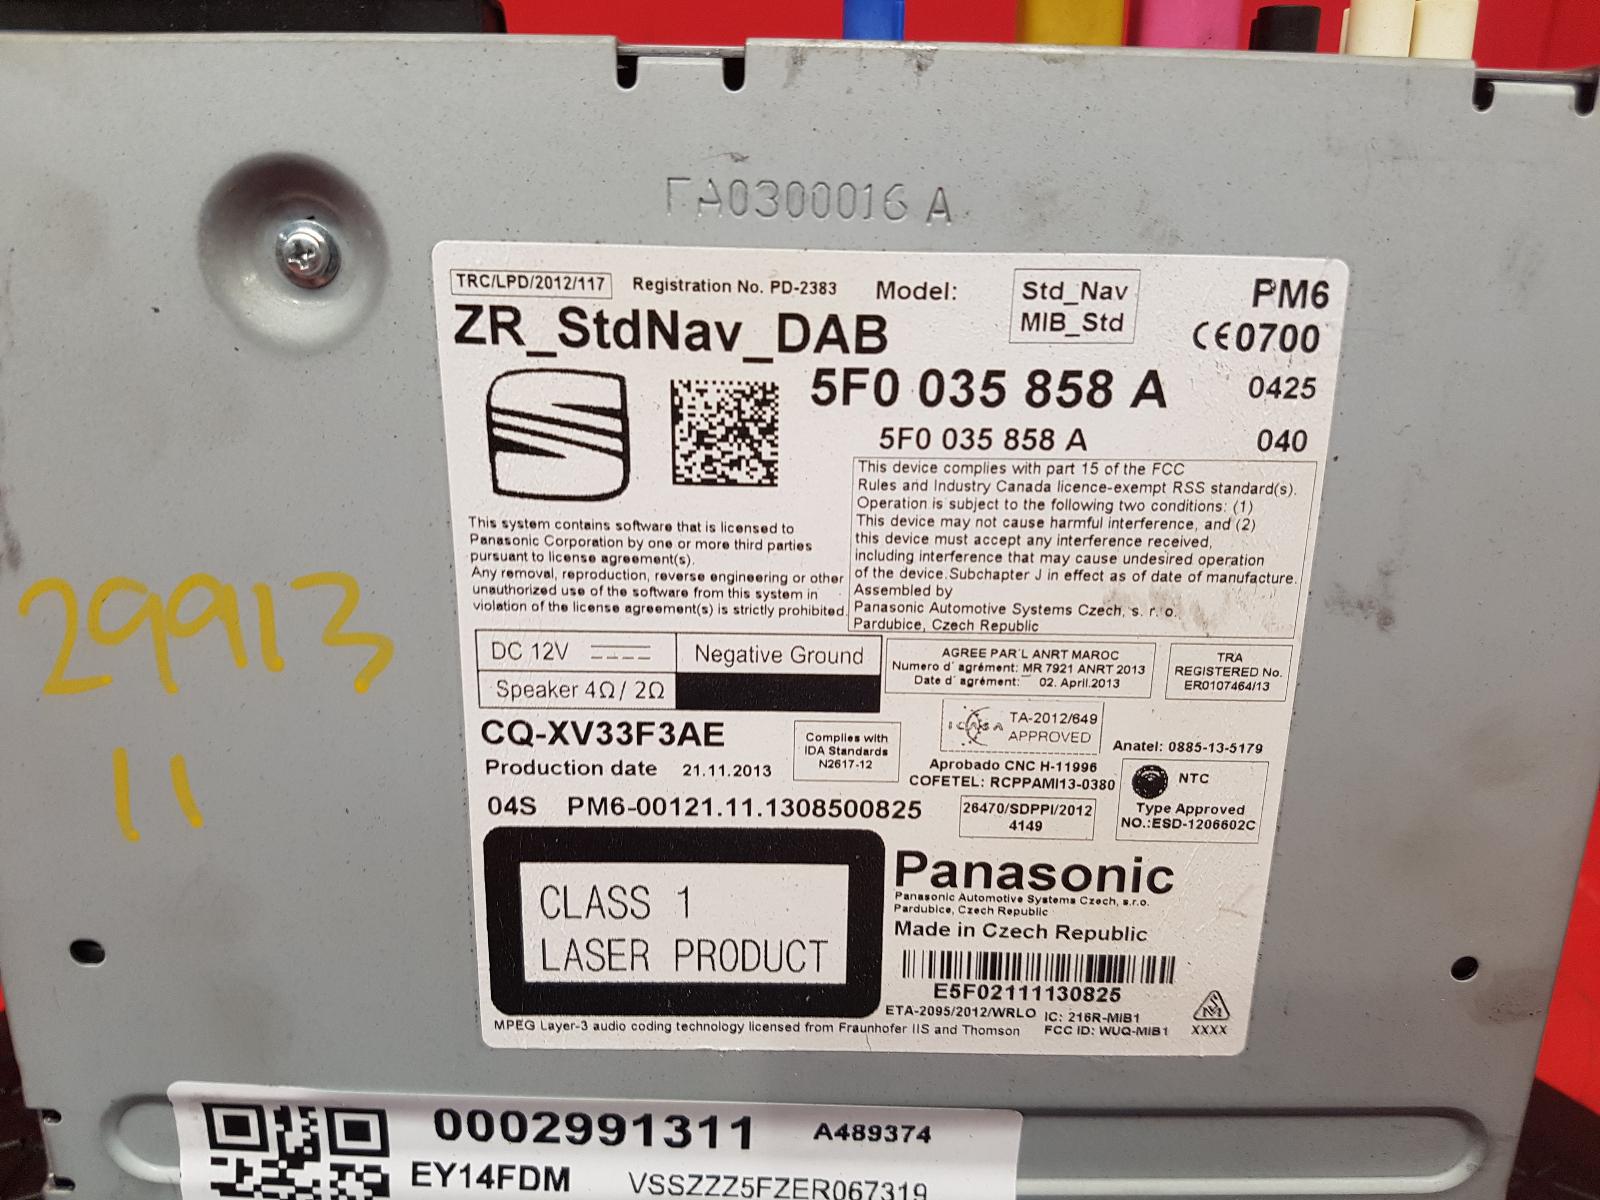 FA0300016 A
TRC/LPD/2012/117 Registration No. PD-2383 Model: Std_Nav MIB_Std PM6
ZR_StdNav_DAB
CE0700
5F0 035 858 A 0425
5F0 035 858 A 040
This device complies with part 15 of the FCC
Rules and Industry Canada licence-exempt RSS standard(s).
Operation is subject to the following two conditions: (1)
This device may not cause harmful interference, and (2)
this device must accept any interference received,
including interference that may cause undesired operation
of the device.Subchapter J in effect as of date of manufacture.
Assembled by
Panasonic Automotive Systems Czech, s. r. o.
Pardubice, Czech Republic
This system contains software that is licensed to
Panasonic Corporation by one or more third parties
pursuant to license agreement(s).
Any removal, reproduction, reverse engineering or other
unauthorized use of the software from this system in
violation of the license agreement(s) is strictly prohibited.
29913
11
DC 12V Negative Ground
Speaker 4Ω/ 2Ω
AGREE PAR'L ANRT MAROC
Numero d' agrément: MR 7921 ANRT 2013
Date d' agrément: 02. April.2013
TRA
REGISTERED No.
ER0107464/13
CQ-XV33F3AE
Complies with
IDA Standards
N2617-12
ICASA TA-2012/649
APPROVED
Anatel: 0885-13-5179
Production date 21.11.2013
Aprobado CNC H-11996
COFETEL: RCPPAMI13-0380
NTC
Type Approved
NO.:ESD-1206602C
04S PM6-00121.11.1308500825
26470/SDPPI/2012
4149
CLASS 1
LASER PRODUCT
Panasonic
Panasonic Automotive Systems Czech, s.r.o.
Pardubice, Czech Republic
Made in Czech Republic
E5F02111130825
ETA-2095/2012/WRLO IC: 216R-MIB1
FCC ID: WUQ-MIB1
XXXX
MPEG Layer-3 audio coding technology licensed from Fraunhofer IIS and Thomson
0002991311 A489374
EY14FDM VSSZZZ5FZER067319